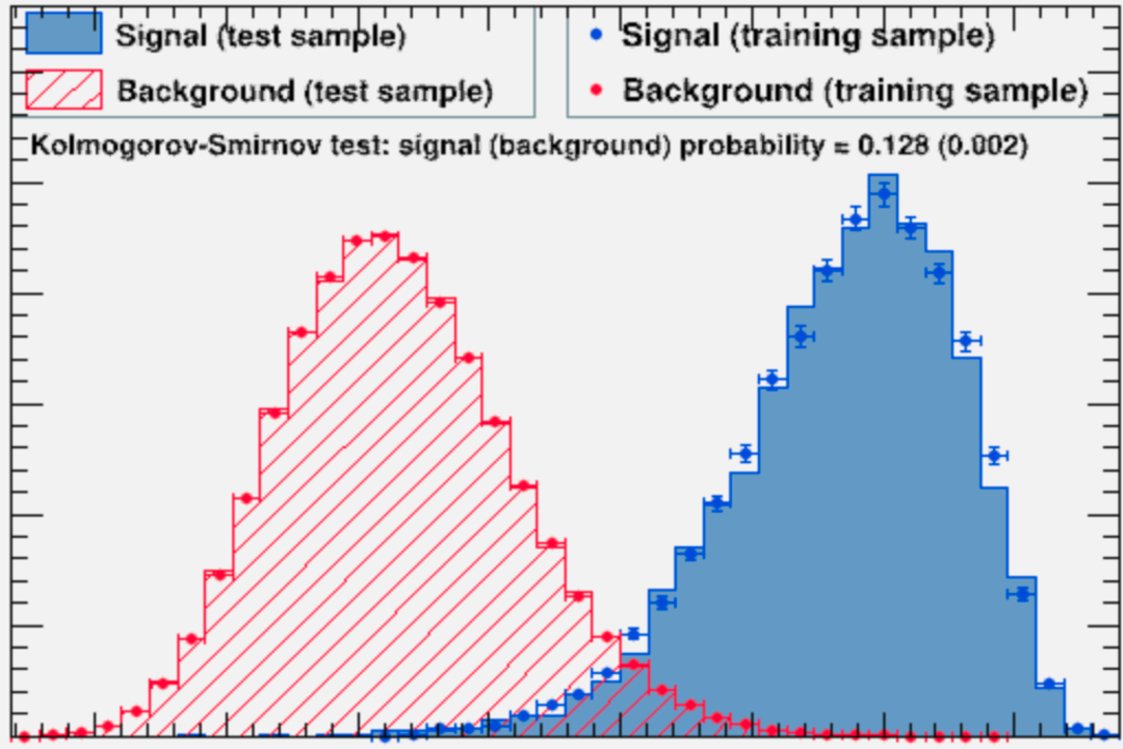 Signal (test sample)
Background (test sample)
Signal (training sample)
Background (training sample)
Kolmogorov-Smirnov test: signal (background) probability = 0.128 (0.002)